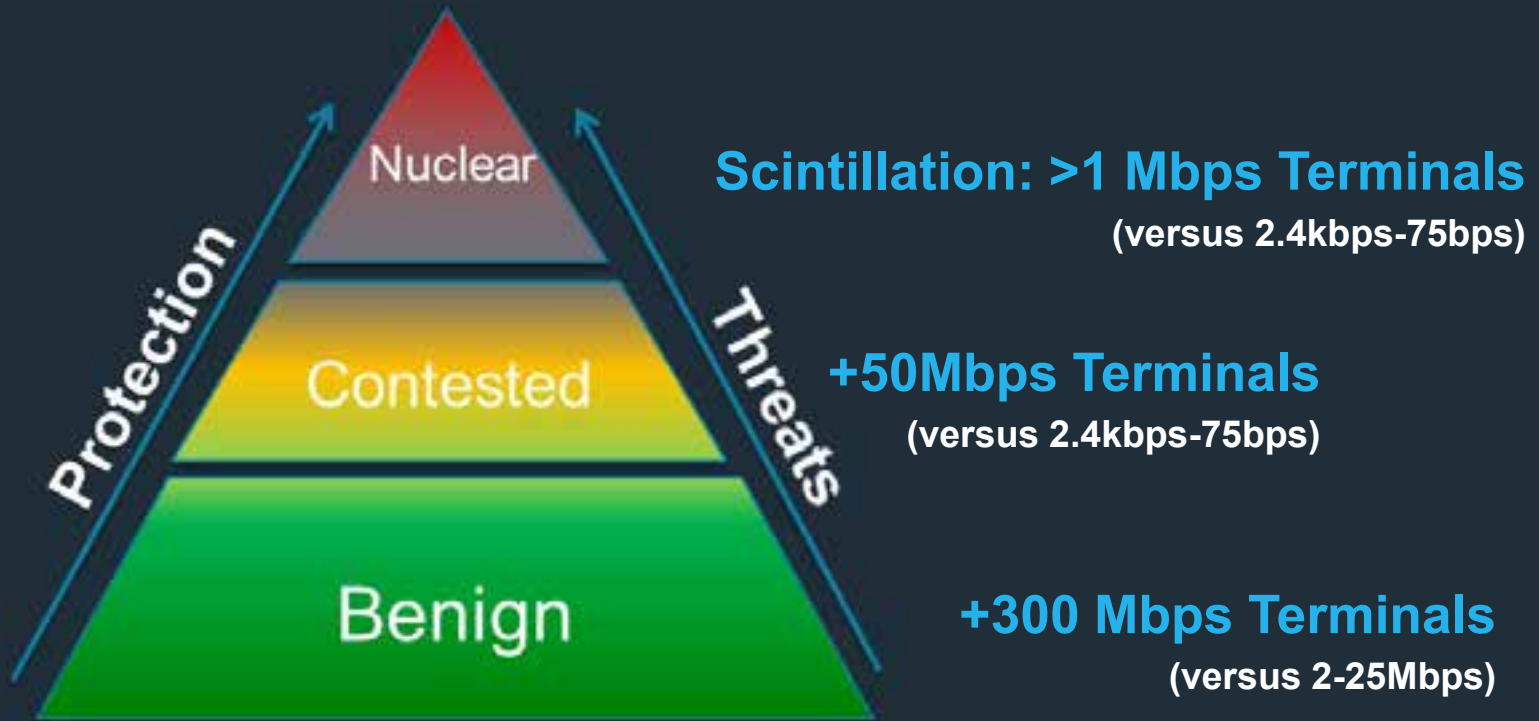 Nuclear
Scintillation: >1 Mbps Terminals
(versus 2.4kbps-75bps)
Protection
Threats
Contested
+50Mbps Terminals
(versus 2.4kbps-75bps)
Benign
+300 Mbps Terminals
(versus 2-25Mbps)